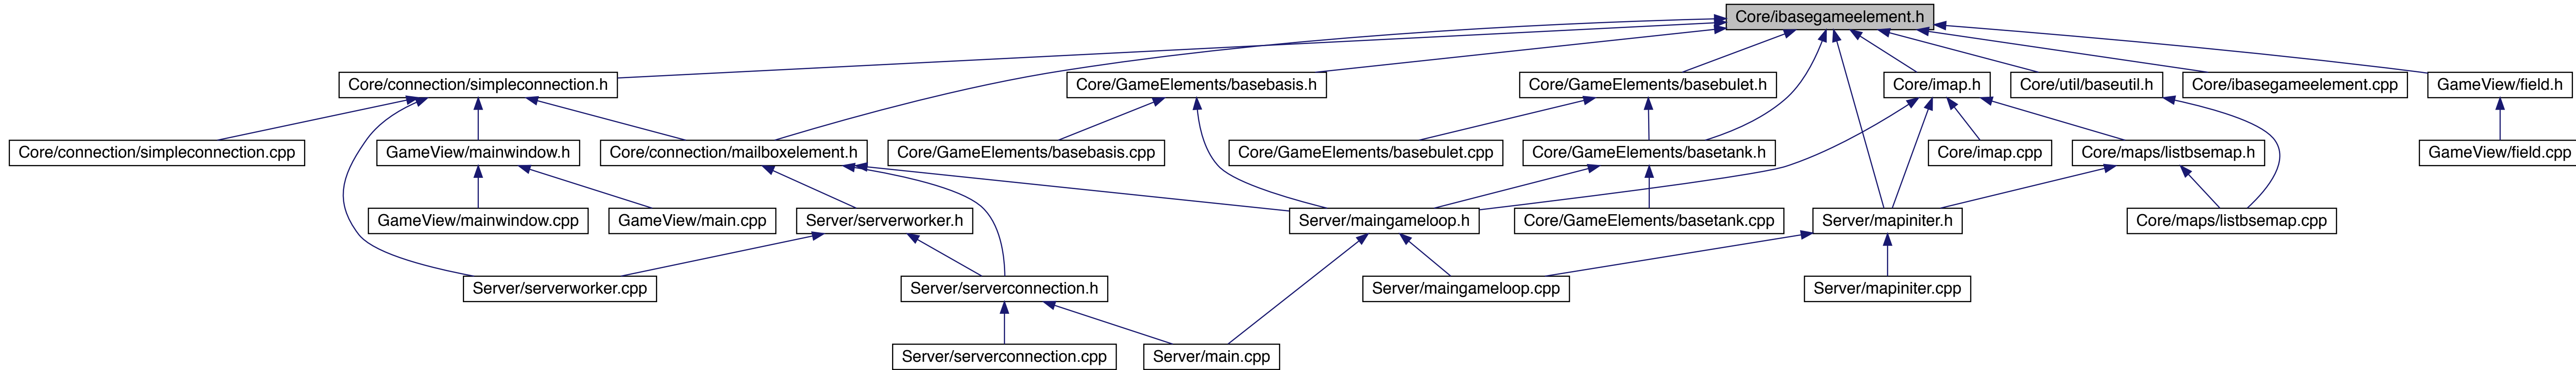 Core/ibasegameelement.h
Core/connection/simpleconnection.h
Core/GameElements/basebasis.h
Core/GameElements/basebulet.h
Core/imap.h
Core/util/baseutil.h
Core/ibasegameelement.cpp
GameView/field.h
Core/connection/simpleconnection.cpp
GameView/mainwindow.h
Core/connection/mailboxelement.h
Core/GameElements/basebasis.cpp
Core/GameElements/basebulet.cpp
Core/GameElements/basetank.h
Core/imap.cpp
Core/maps/listbsemap.h
GameView/field.cpp
GameView/mainwindow.cpp
GameView/main.cpp
Server/serverworker.h
Server/maingameloop.h
Core/GameElements/basetank.cpp
Server/mapiniter.h
Core/maps/listbsemap.cpp
Server/serverworker.cpp
Server/serverconnection.h
Server/maingameloop.cpp
Server/mapiniter.cpp
Server/serverconnection.cpp
Server/main.cpp